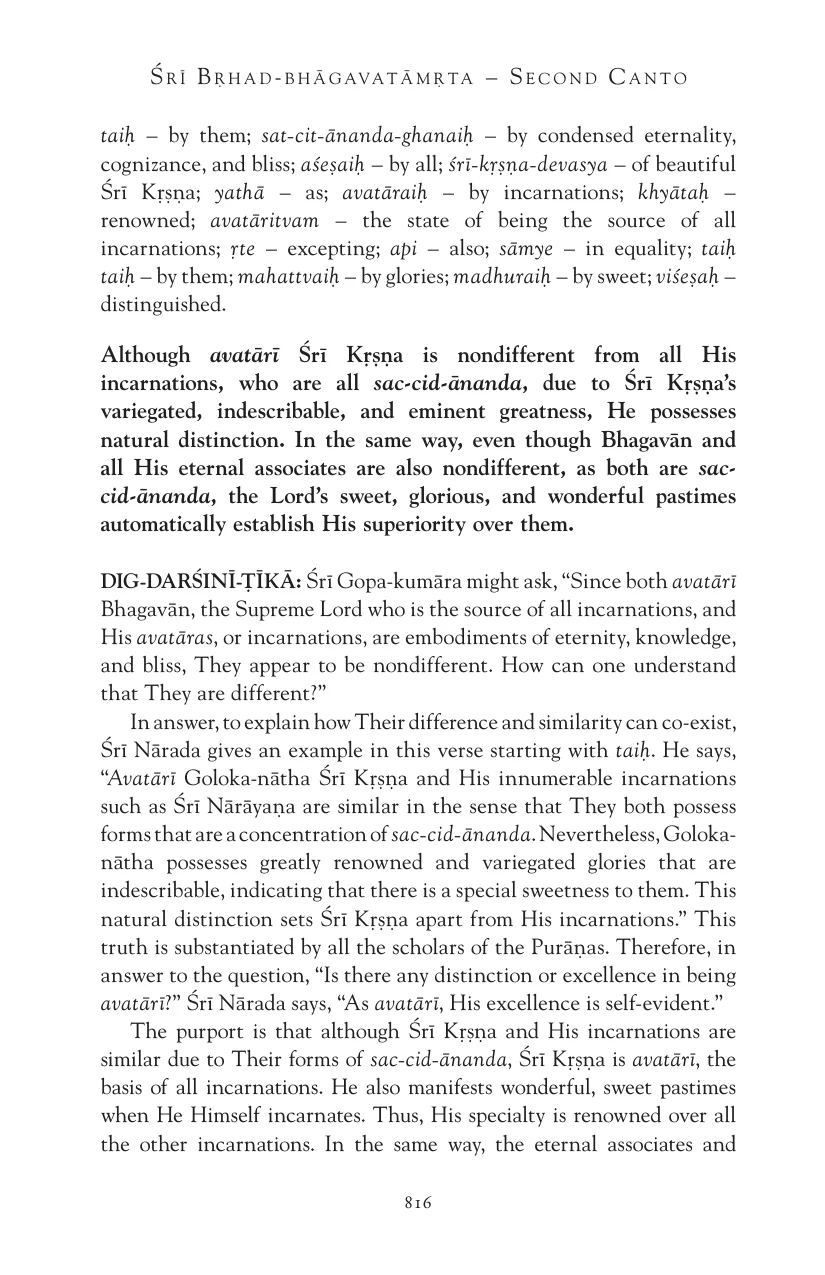 Śrī Bṛhad-bhāgavatāmṛta – Second Canto
taiḥ – by them; sat-cit-ānanda-ghanaiḥ – by condensed eternality,
cognizance, and bliss; aśeṣaiḥ – by all; śrī-kṛṣṇa-devasya – of beautiful
Śrī Kṛṣṇa; yathā – as; avatāraiḥ – by incarnations; khyātaḥ –
renowned; avatāritvam – the state of being the source of all
incarnations; ṛte – excepting; api – also; sāmye – in equality; taiḥ
taiḥ – by them; mahattvaiḥ – by glories; madhuraiḥ – by sweet; viśeṣaḥ –
distinguished.
Although avatārī Śrī Kṛṣṇa is nondifferent from all His
incarnations, who are all sac-cid-ānanda, due to Śrī Kṛṣṇa’s
variegated, indescribable, and eminent greatness, He possesses
natural distinction. In the same way, even though Bhagavān and
all His eternal associates are also nondifferent, as both are sac-
cid-ānanda, the Lord’s sweet, glorious, and wonderful pastimes
automatically establish His superiority over them.
DIG-DARŚINĪ-ṬĪKĀ: Śrī Gopa-kumāra might ask, “Since both avatārī
Bhagavān, the Supreme Lord who is the source of all incarnations, and
His avatāras, or incarnations, are embodiments of eternity, knowledge,
and bliss, They appear to be nondifferent. How can one understand
that They are different?”
In answer, to explain how Their difference and similarity can co-exist,
Śrī Nārada gives an example in this verse starting with taiḥ. He says,
“Avatārī Goloka-nātha Śrī Kṛṣṇa and His innumerable incarnations
such as Śrī Nārāyaṇa are similar in the sense that They both possess
forms that are a concentration of sac-cid-ānanda. Nevertheless, Goloka-
nātha possesses greatly renowned and variegated glories that are
indescribable, indicating that there is a special sweetness to them. This
natural distinction sets Śrī Kṛṣṇa apart from His incarnations.” This
truth is substantiated by all the scholars of the Purāṇas. Therefore, in
answer to the question, “Is there any distinction or excellence in being
avatārī?” Śrī Nārada says, “As avatārī, His excellence is self-evident.”
The purport is that although Śrī Kṛṣṇa and His incarnations are
similar due to Their forms of sac-cid-ānanda, Śrī Kṛṣṇa is avatārī, the
basis of all incarnations. He also manifests wonderful, sweet pastimes
when He Himself incarnates. Thus, His specialty is renowned over all
the other incarnations. In the same way, the eternal associates and
816